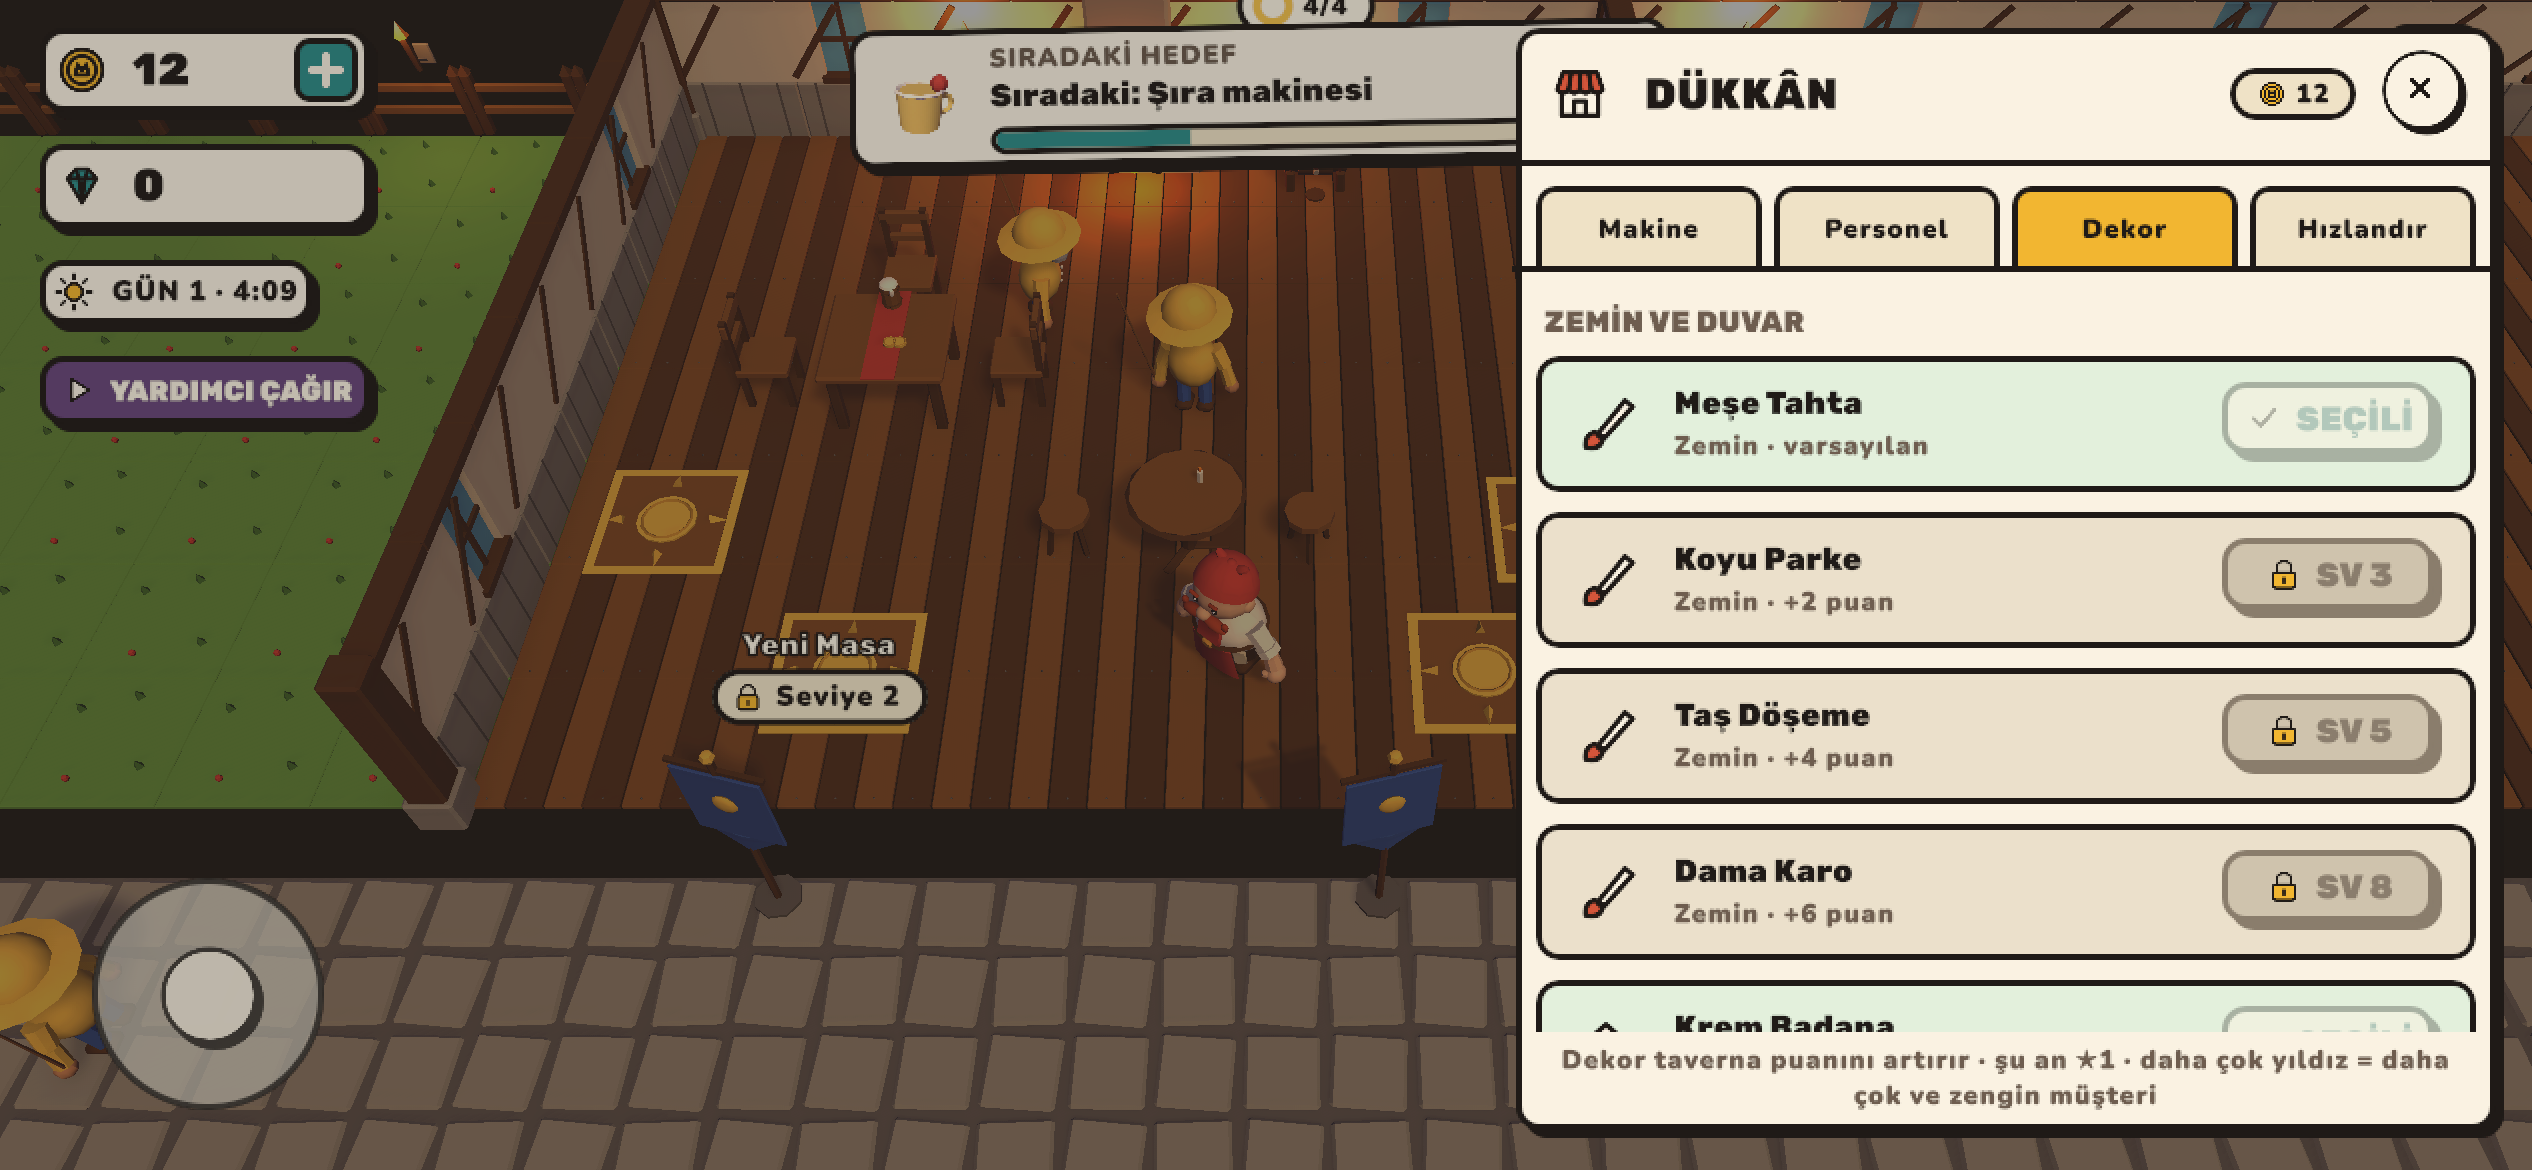 12
0
GÜN 1 · 4:09
YARDIMCI ÇAĞIR
4/4
SIRADAKİ HEDEF
Sıradaki: Şıra makinesi
Yeni Masa
Seviye 2
DÜKKÂN
12
Makine
Personel
Dekor
Hızlandır
ZEMİN VE DUVAR
Meşe Tahta
Zemin · varsayılan
SEÇİLİ
Koyu Parke
Zemin · +2 puan
SV 3
Taş Döşeme
Zemin · +4 puan
SV 5
Dama Karo
Zemin · +6 puan
SV 8
Krem Badana
SEÇİLİ
Dekor taverna puanını artırır · şu an ★1 · daha çok yıldız = daha
çok ve zengin müşteri